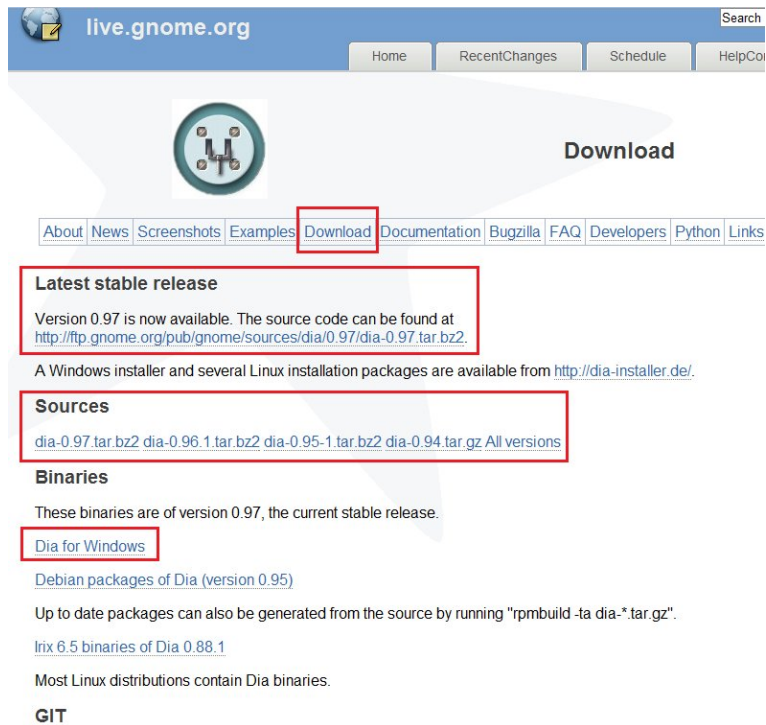 live.gnome.org
Search
Home RecentChanges Schedule HelpCo
Download
About News Screenshots Examples Download Documentation Bugzilla FAQ Developers Python Links
Latest stable release
Version 0.97 is now available. The source code can be found at
http://ftp.gnome.org/pub/gnome/sources/dia/0.97/dia-0.97.tar.bz2.
A Windows installer and several Linux installation packages are available from http://dia-installer.de/.
Sources
dia-0.97.tar.bz2 dia-0.96.1.tar.bz2 dia-0.95-1.tar.bz2 dia-0.94.tar.gz All versions
Binaries
These binaries are of version 0.97, the current stable release.
Dia for Windows
Debian packages of Dia (version 0.95)
Up to date packages can also be generated from the source by running "rpmbuild -ta dia-*.tar.gz".
Irix 6.5 binaries of Dia 0.88.1
Most Linux distributions contain Dia binaries.
GIT